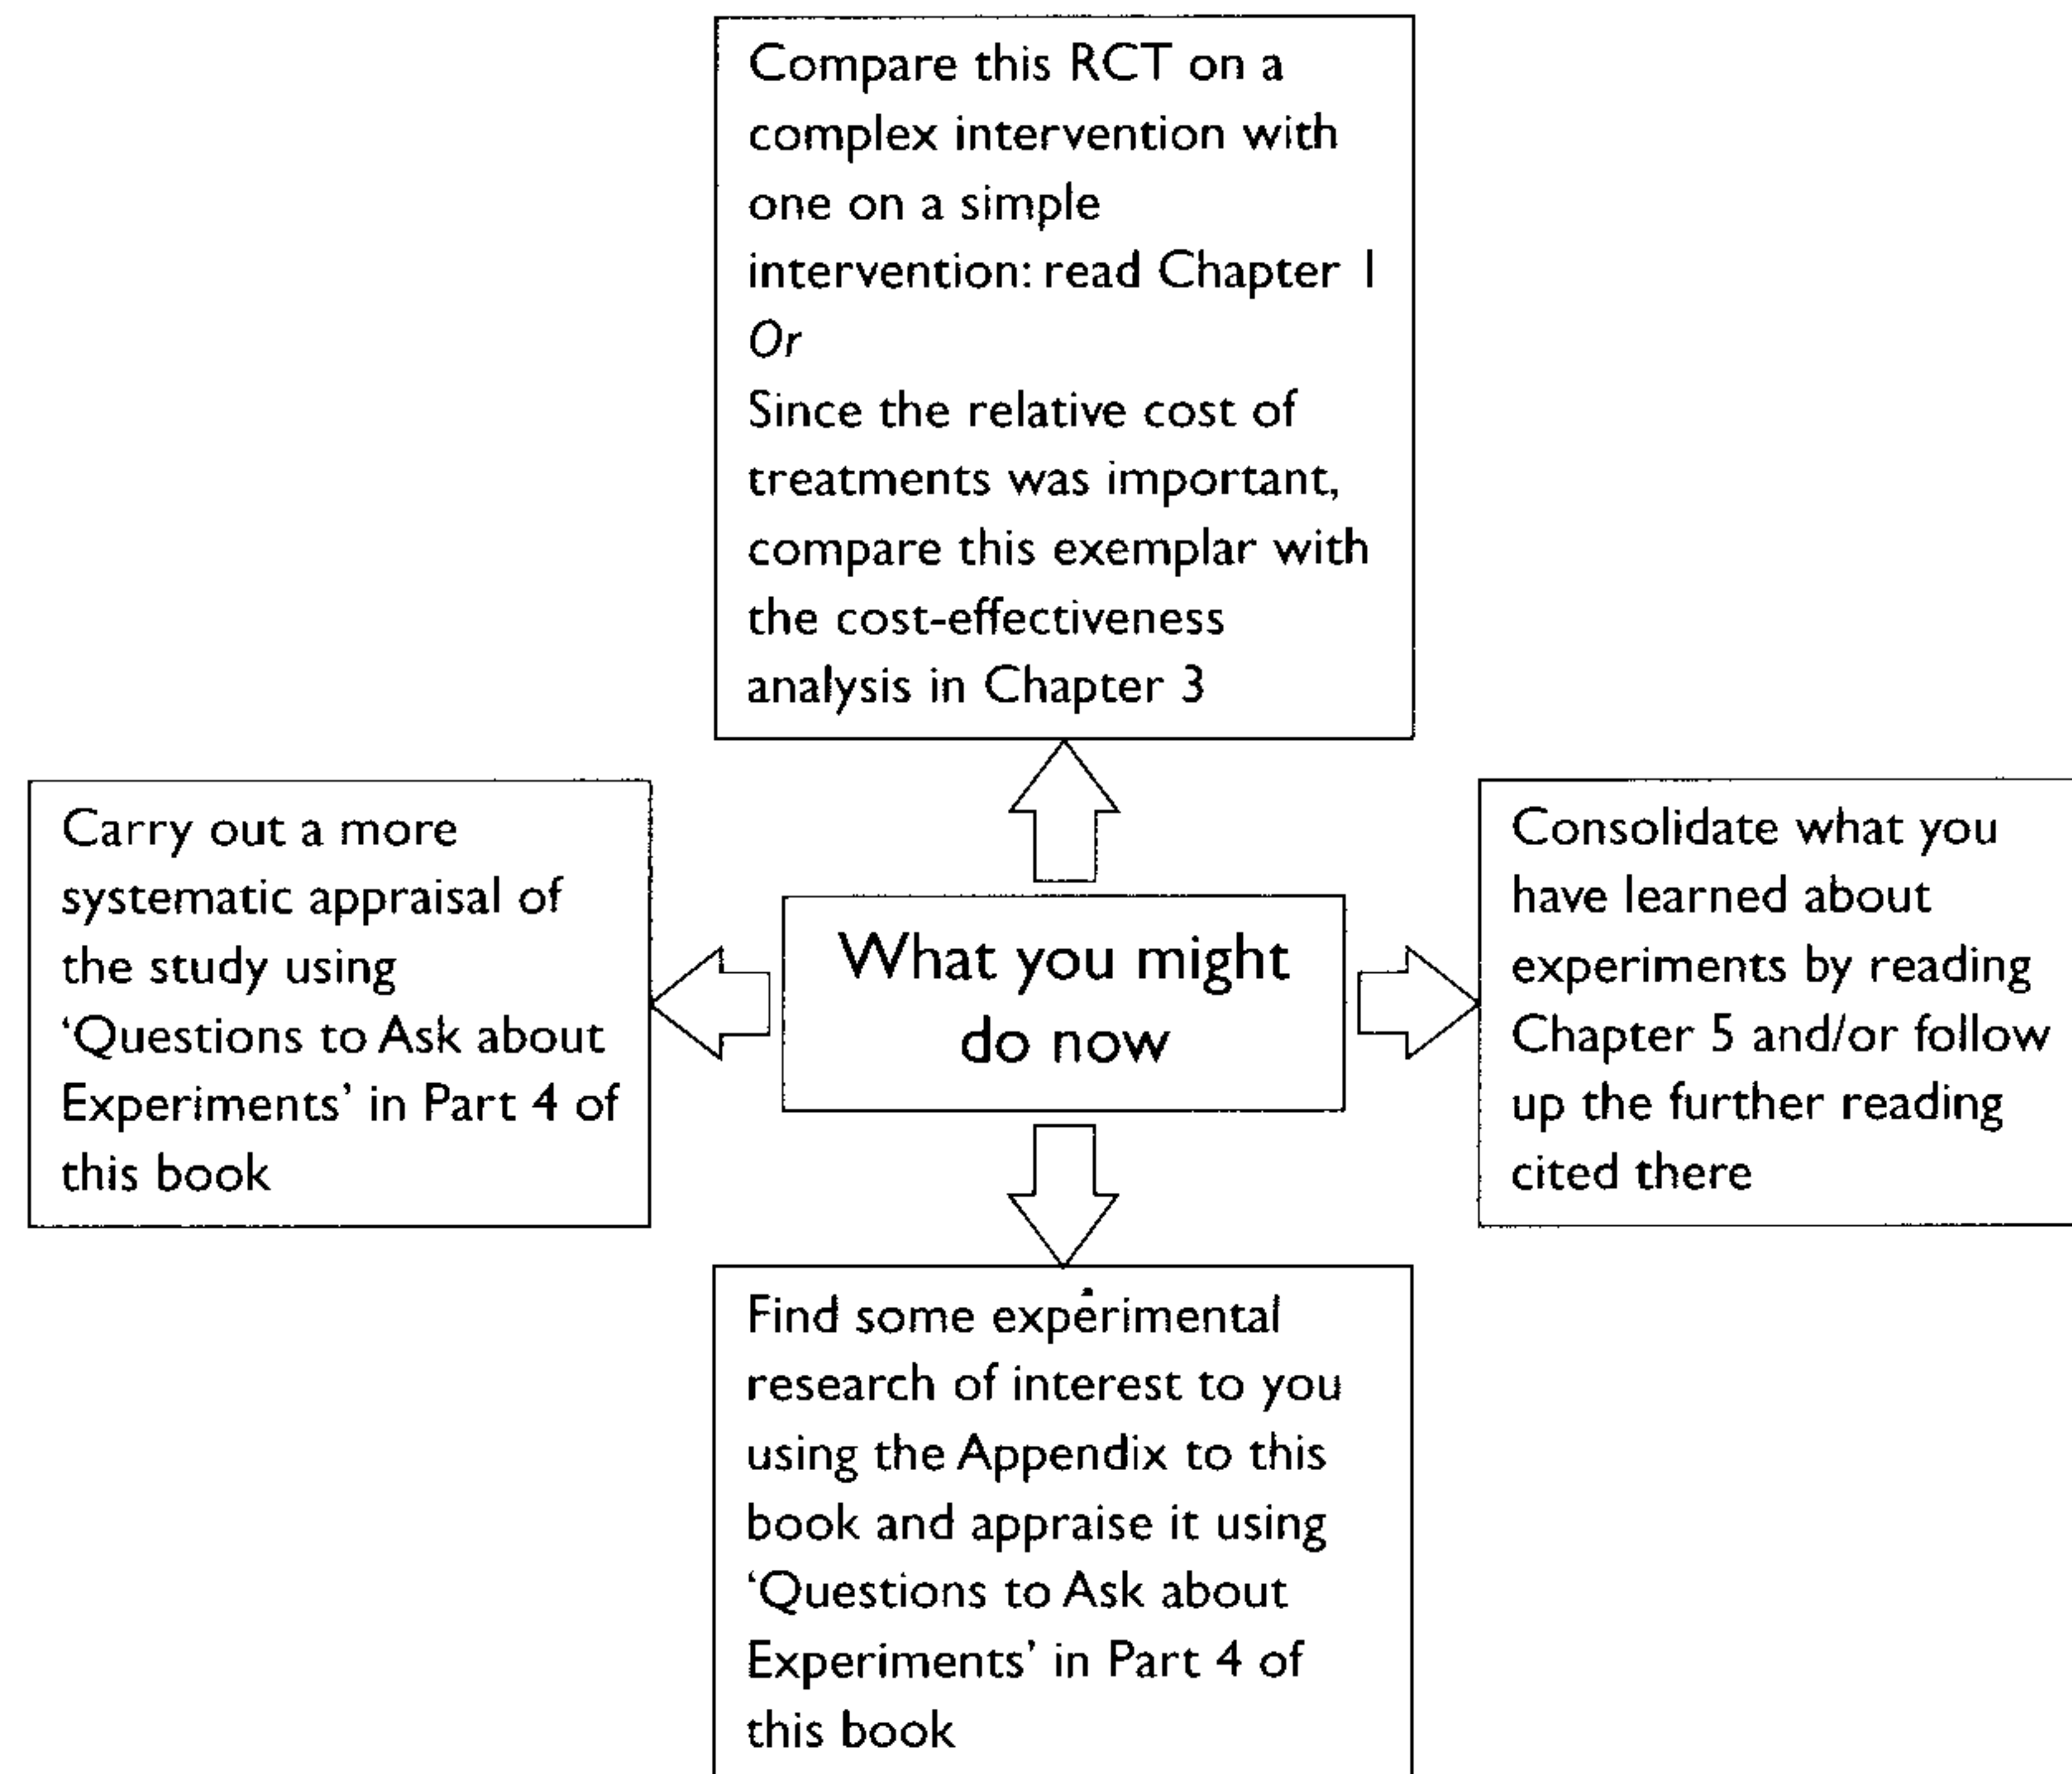 Compare this RCT on a
complex intervention with
one on a simple
intervention: read Chapter 1
Or
Since the relative cost of
treatments was important,
compare this exemplar with
the cost-effectiveness
analysis in Chapter 3
Carry out a more
systematic appraisal of
the study using
‘Questions to Ask about
Experiments’ in Part 4 of
this book
What you might
do now
Consolidate what you
have learned about
experiments by reading
Chapter 5 and/or follow
up the further reading
cited there
Find some experimental
research of interest to you
using the Appendix to this
book and appraise it using
‘Questions to Ask about
Experiments’ in Part 4 of
this book